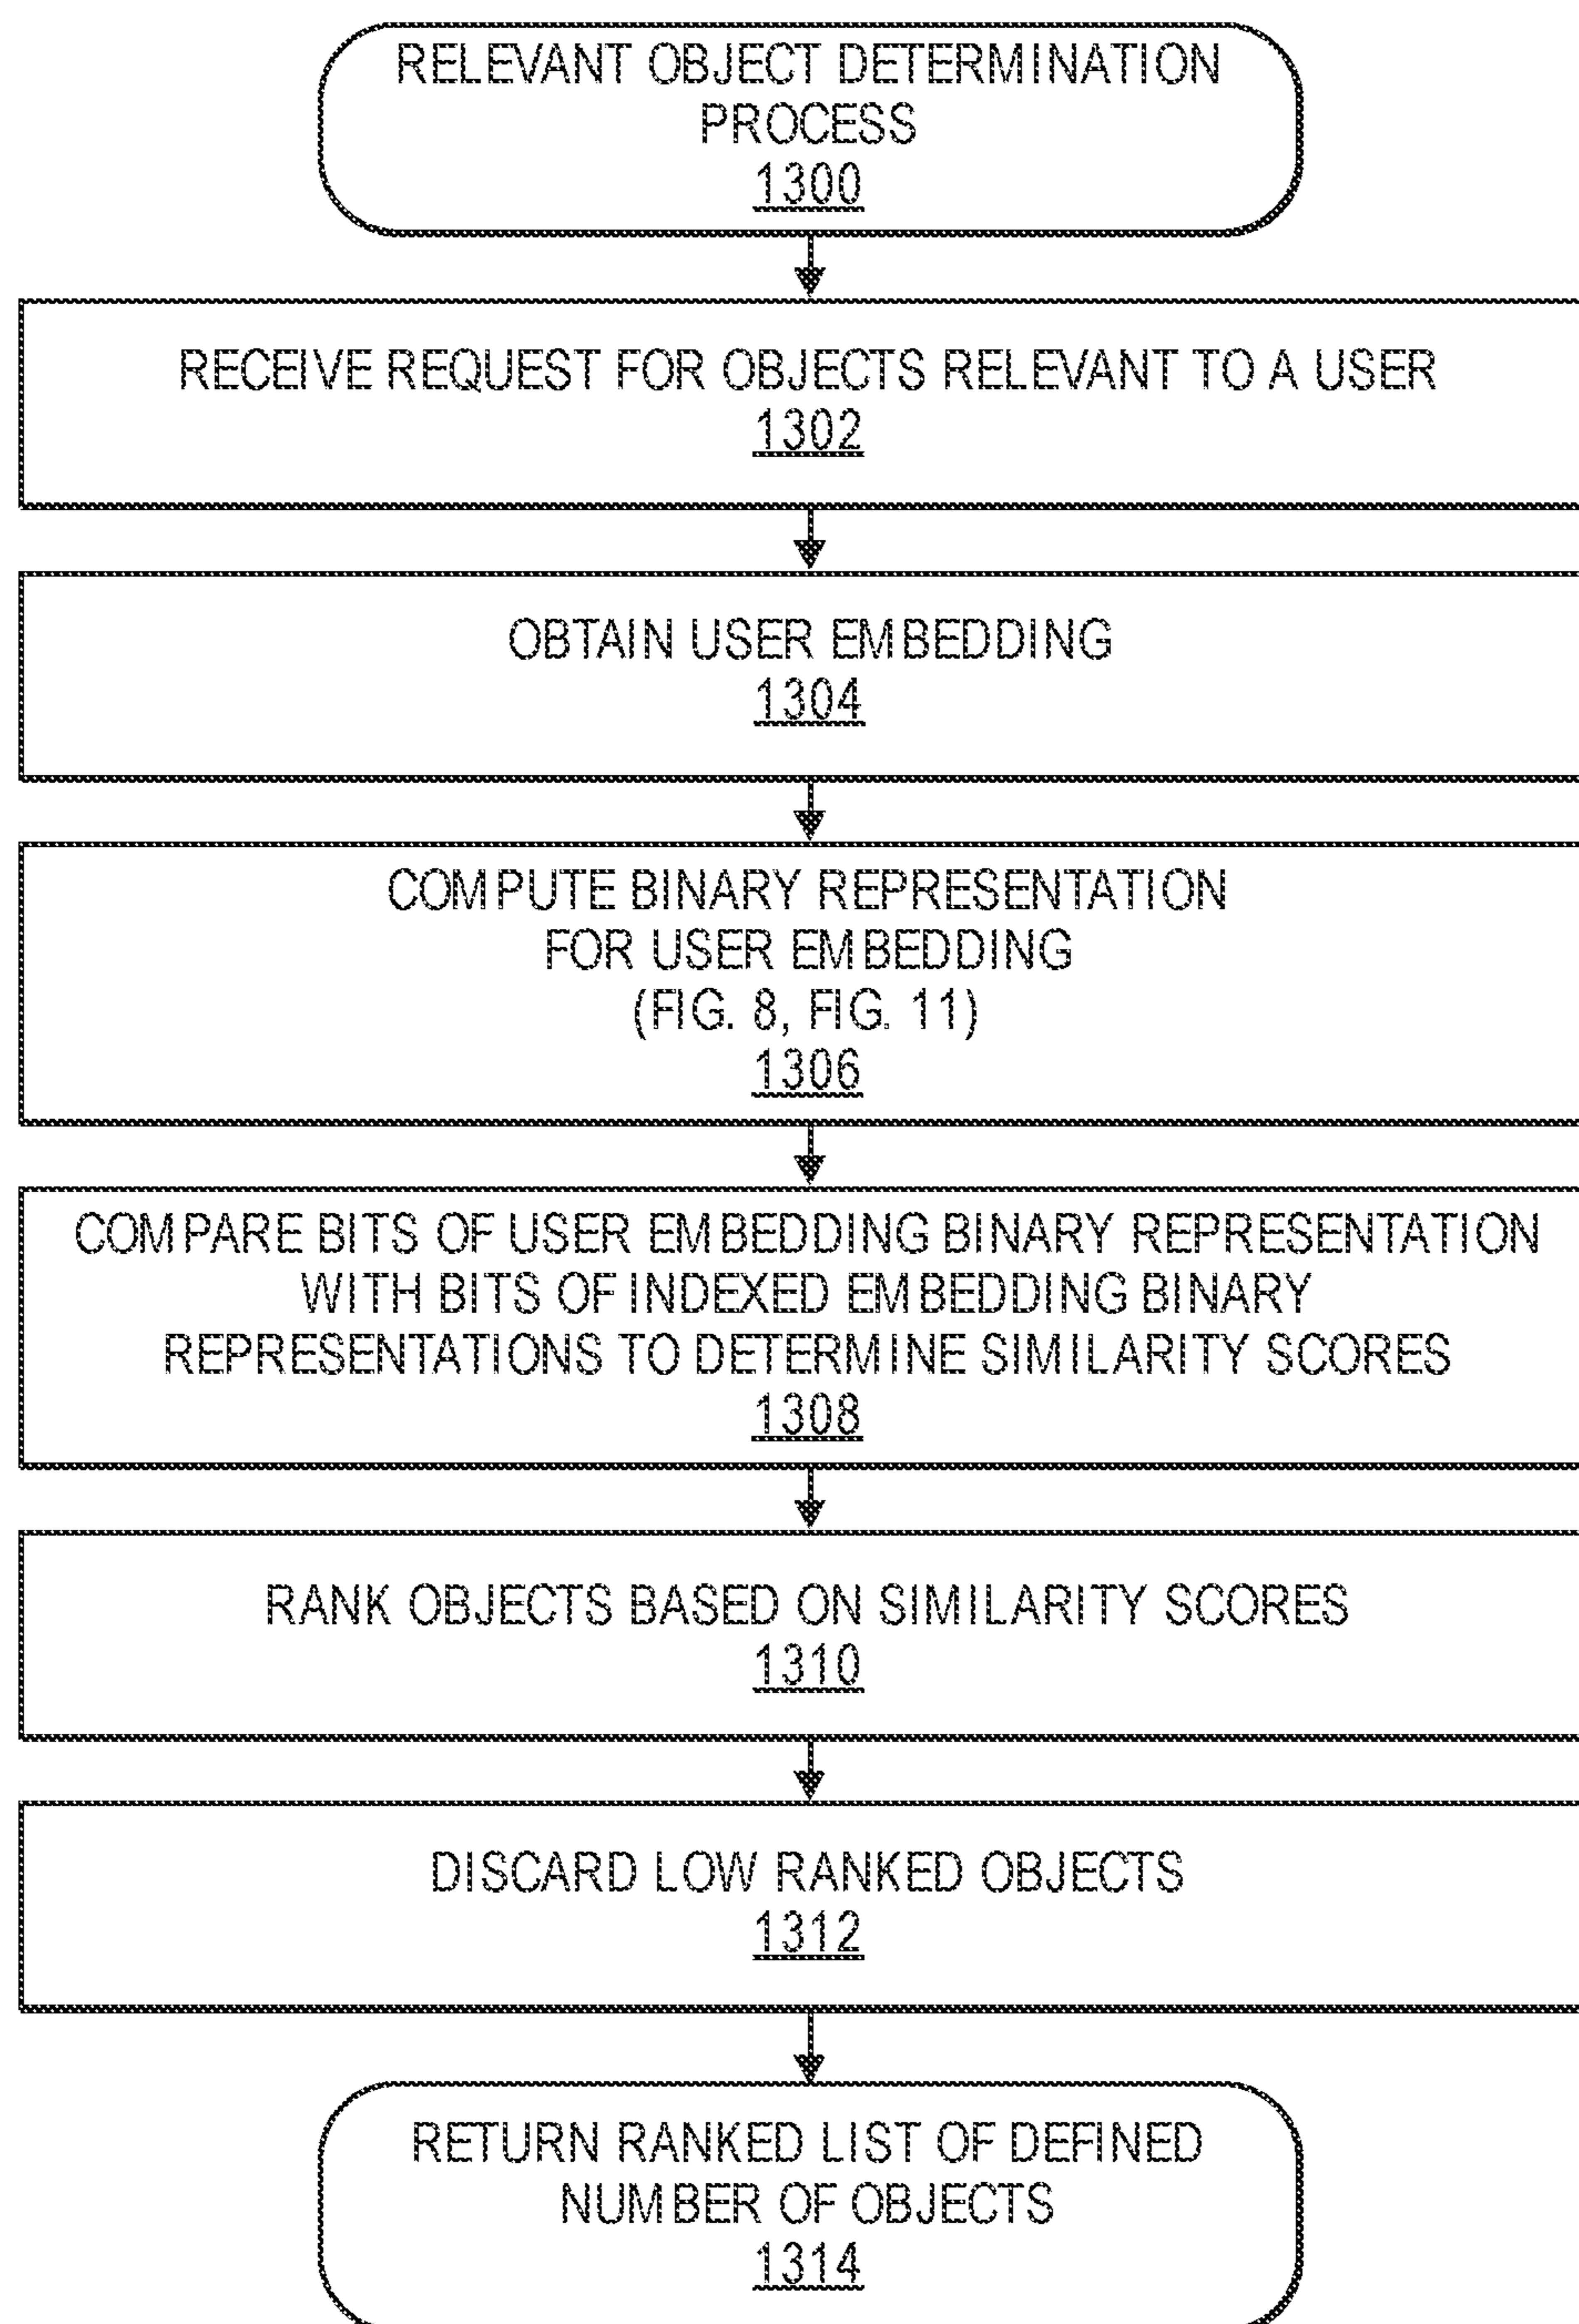 RELEVANT OBJECT DETERMINATION
PROCESS
1300
RECEIVE REQUEST FOR OBJECTS RELEVANT TO A USER
1302
OBTAIN USER EMBEDDING
1304
COMPUTE BINARY REPRESENTATION
FOR USER EMBEDDING
(FIG. 8, FIG. 11)
1306
COMPARE BITS OF USER EMBEDDING BINARY REPRESENTATION
WITH BITS OF INDEXED EMBEDDING BINARY
REPRESENTATIONS TO DETERMINE SIMILARITY SCORES
1308
RANK OBJECTS BASED ON SIMILARITY SCORES
1310
DISCARD LOW RANKED OBJECTS
1312
RETURN RANKED LIST OF DEFINED
NUMBER OF OBJECTS
1314